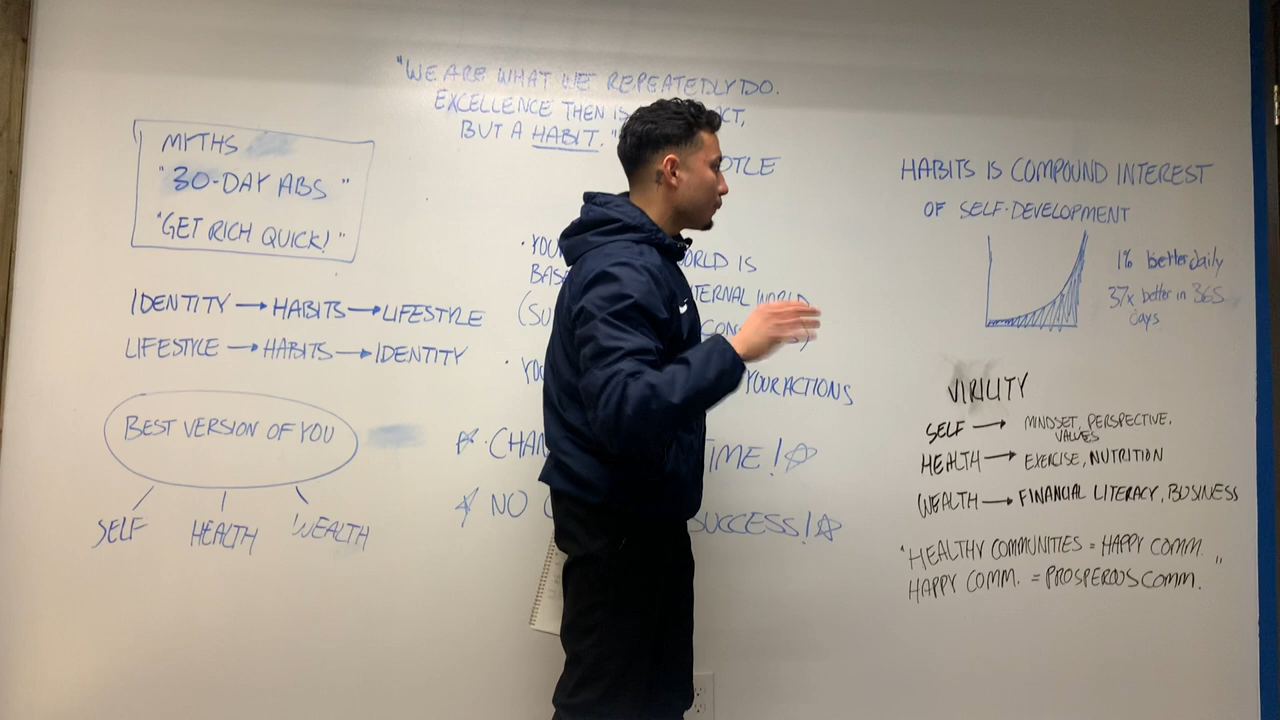 "WE ARE WHAT WE REPEATEDLY DO.
EXCELLENCE THEN IS
BUT A HABIT."
MYTHS
"30-DAY ABS"
"GET RICH QUICK!"
IDENTITY → HABITS → LIFESTYLE
LIFESTYLE → HABITS → IDENTITY
BEST VERSION OF YOU
SELF HEALTH WEALTH
IS
WORLD
YOUR ACTIONS
NO
SUCCESS!
HABITS IS COMPOUND INTEREST
OF SELF-DEVELOPMENT
1% better daily
37x better in 365
days
VIRILITY
SELF → MINDSET, PERSPECTIVE,
VALUES
HEALTH → EXERCISE, NUTRITION
WEALTH → FINANCIAL LITERACY, BUSINESS
"HEALTHY COMMUNITIES = HAPPY COMM.
HAPPY COMM. = PROSPEROUS COMM."